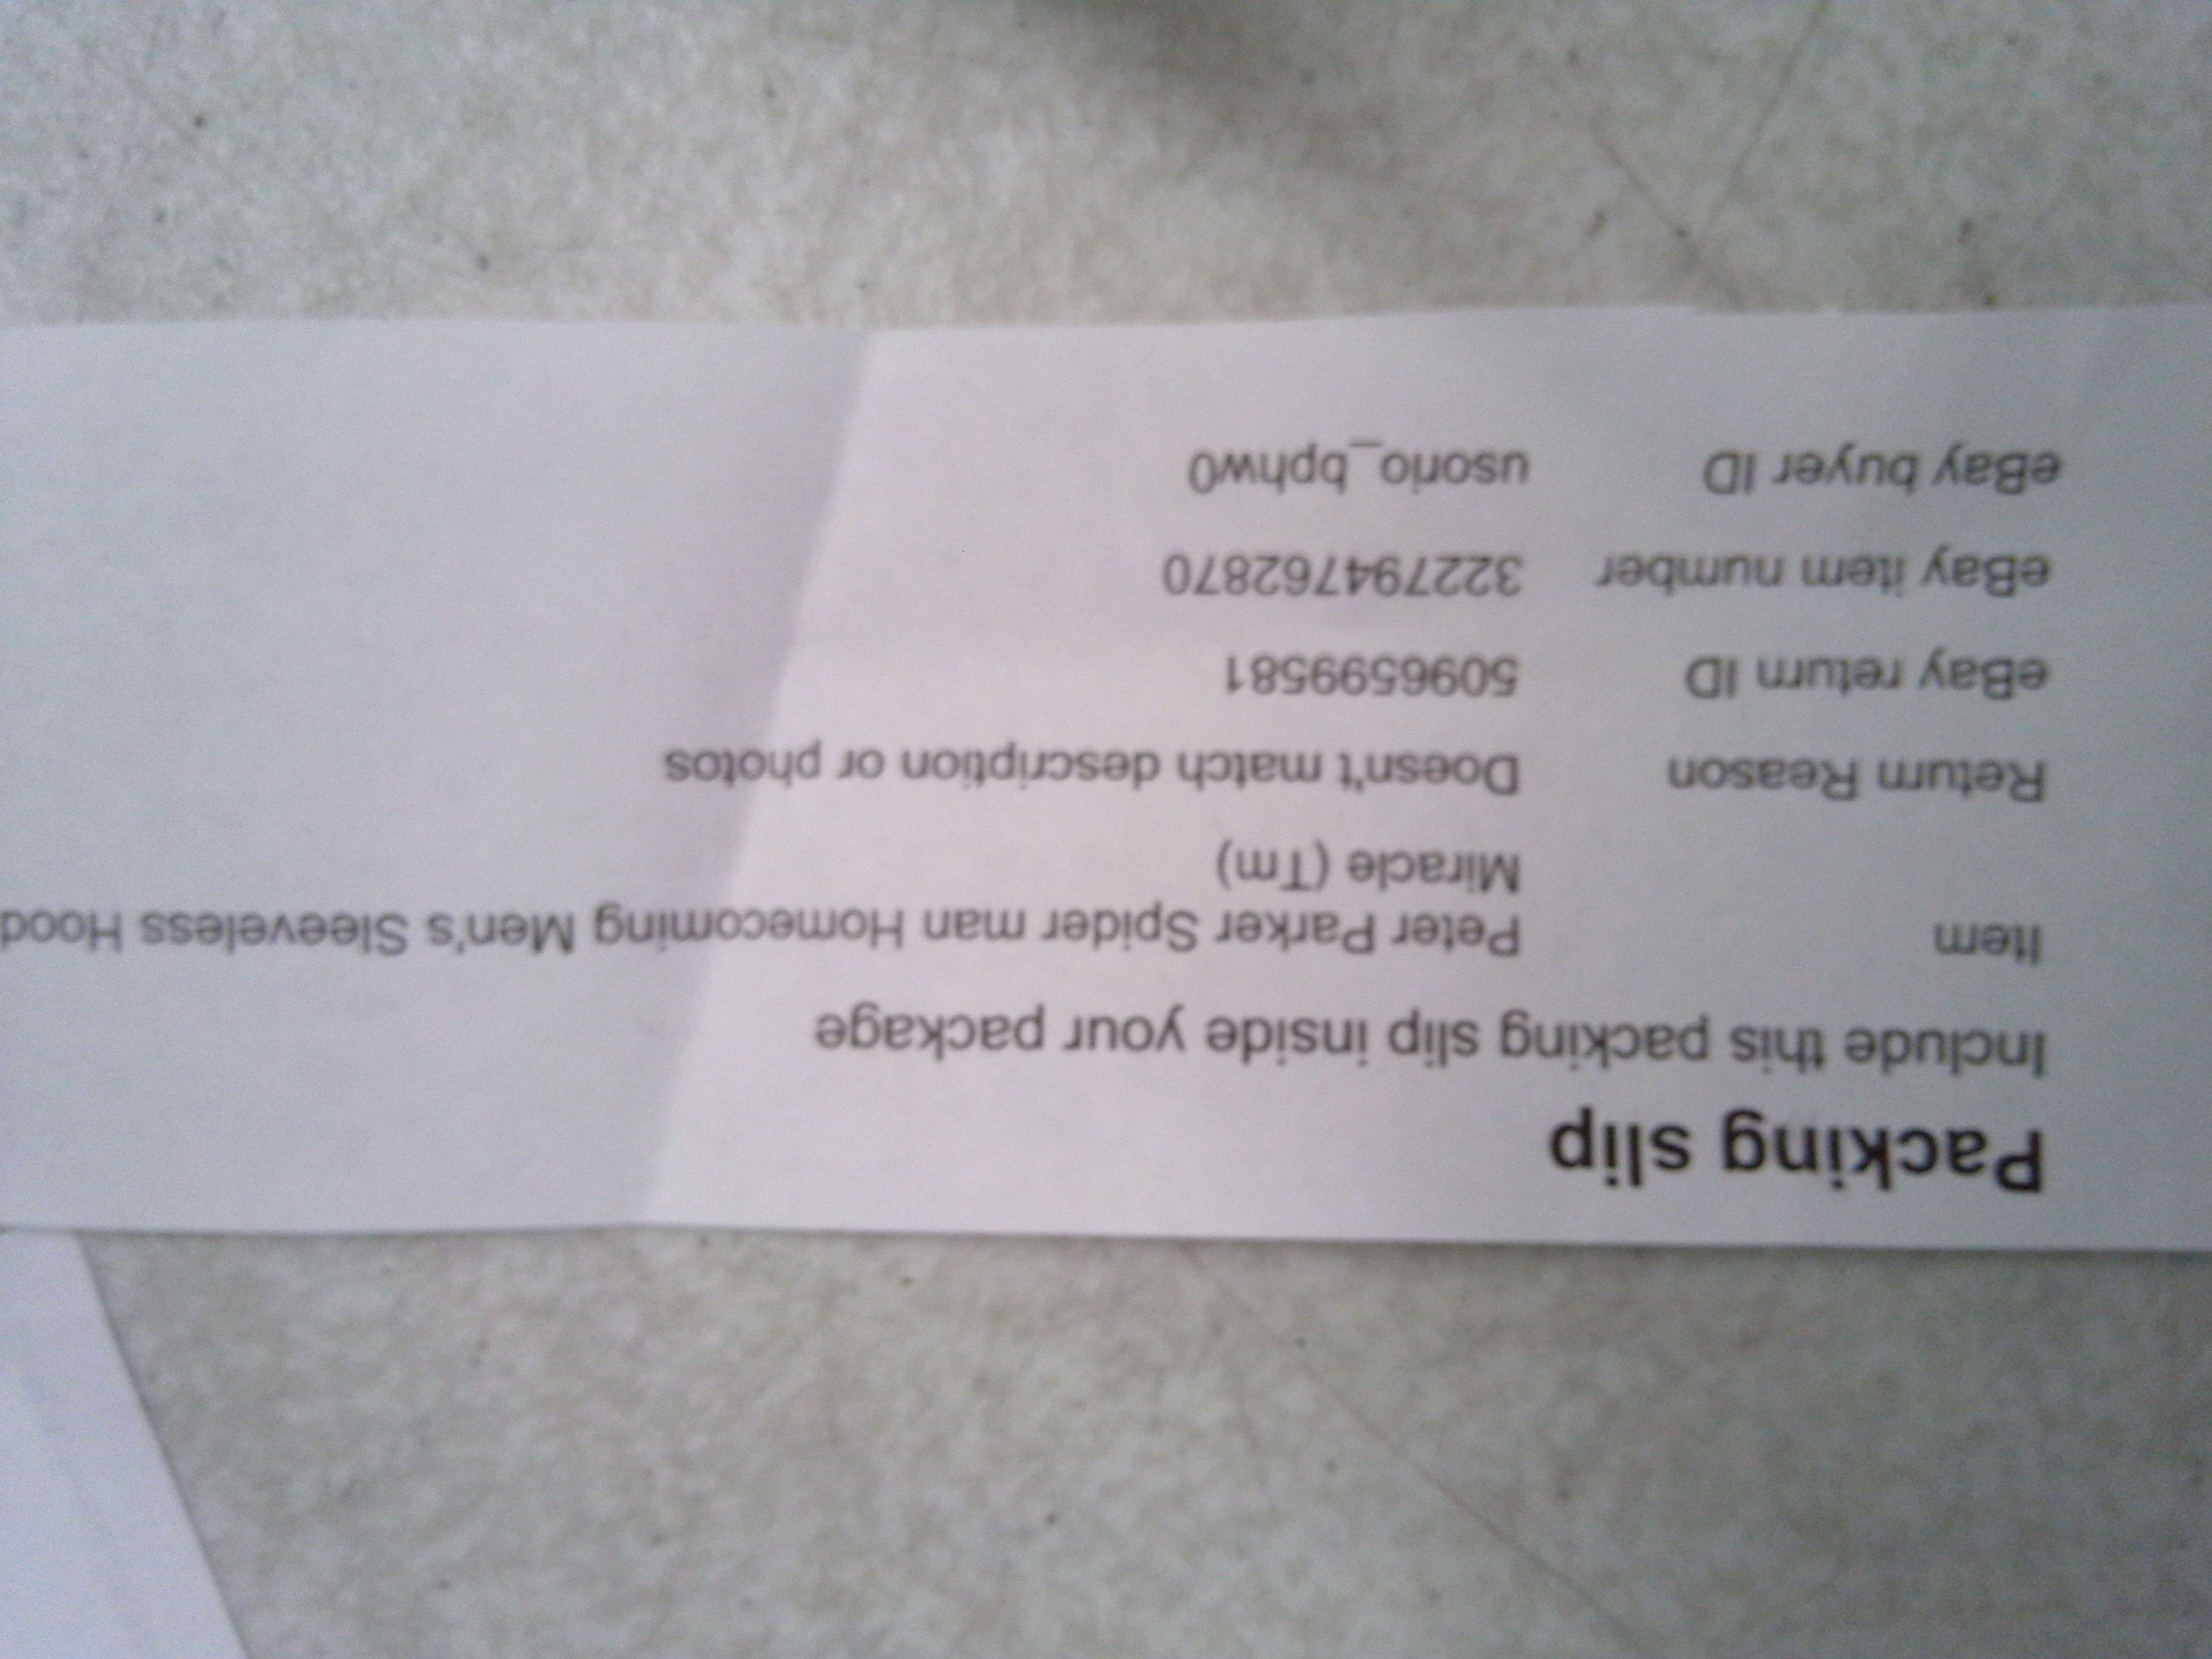 Packing slip
Include this packing slip inside your package
Item Peter Parker Spider man Homecoming Men's Sleeveless Hood
Miracle (Tm)
Return Reason Doesn't match description or photos
eBay return ID 5096599581
eBay item number 322794762870
eBay buyer ID usorio_bphw0